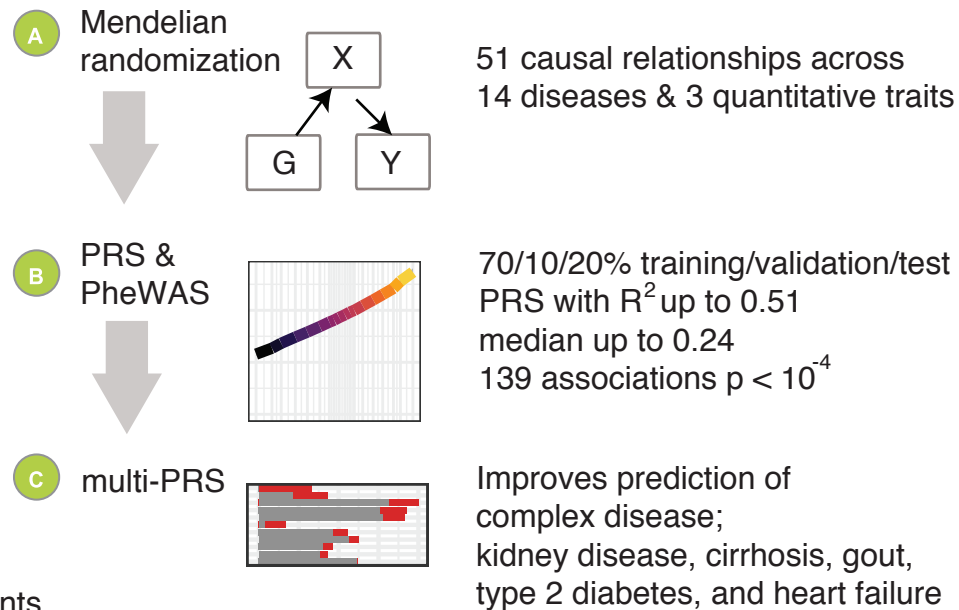 A
Mendelian
randomization
X
G
Y
51 causal relationships across
14 diseases & 3 quantitative traits
B
PRS &
PheWAS
70/10/20% training/validation/test
PRS with R² up to 0.51
median up to 0.24
139 associations p < 10⁻⁴
C
multi-PRS
Improves prediction of
complex disease;
kidney disease, cirrhosis, gout,
type 2 diabetes, and heart failure
nts